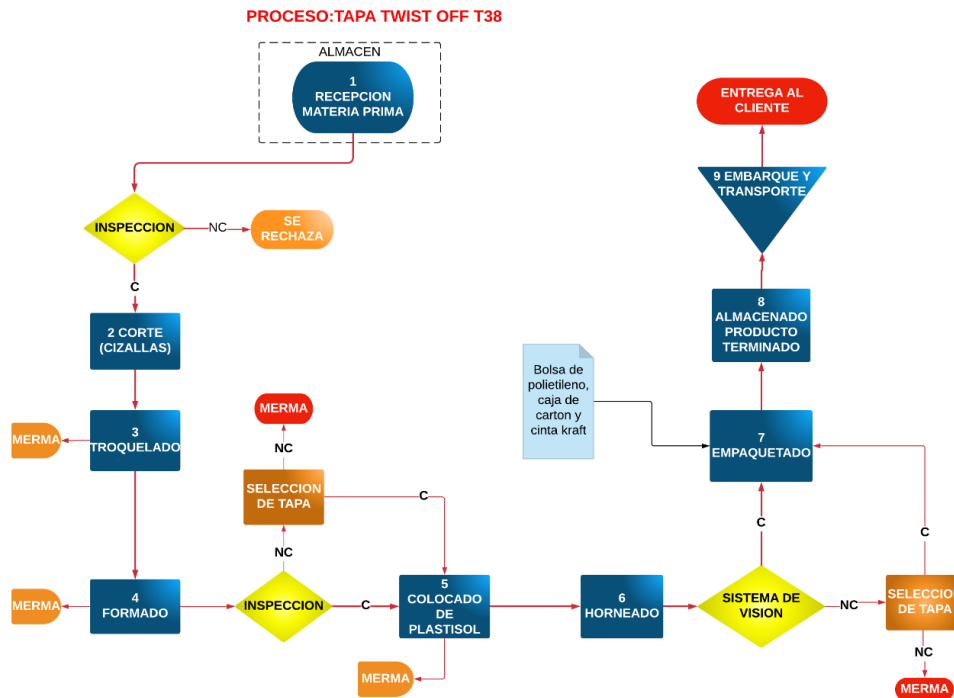 PROCESO:TAPA TWIST OFF T38
ALMACEN
1
RECEPCION
MATERIA PRIMA
INSPECCION
NC
SE
RECHAZA
C
2 CORTE
(CIZALLAS)
3
TROQUELADO
MERMA
4
FORMADO
MERMA
INSPECCION
NC
SELECCION
DE TAPA
NC
MERMA
C
C
5
COLOCADO
DE
PLASTISOL
MERMA
6
HORNEADO
SISTEMA DE
VISION
NC
SELECCION
DE TAPA
NC
MERMA
C
C
7
EMPAQUETADO
Bolsa de
polietileno,
caja de
carton y
cinta kraft
8
ALMACENADO
PRODUCTO
TERMINADO
9 EMBARQUE Y
TRANSPORTE
ENTREGA AL
CLIENTE